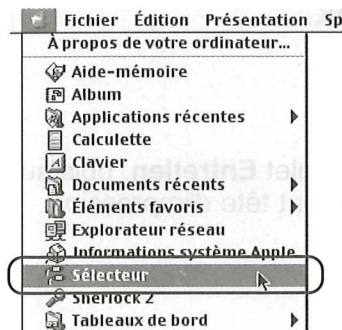 Fichier Édition Présentation Sp
À propos de votre ordinateur...
Aide-mémoire
Album
Applications récentes
Calculette
Clavier
Documents récents
Éléments favoris
Explorateur réseau
Informations système Apple
Sélecteur
Sherlock 2
Tableaux de bord